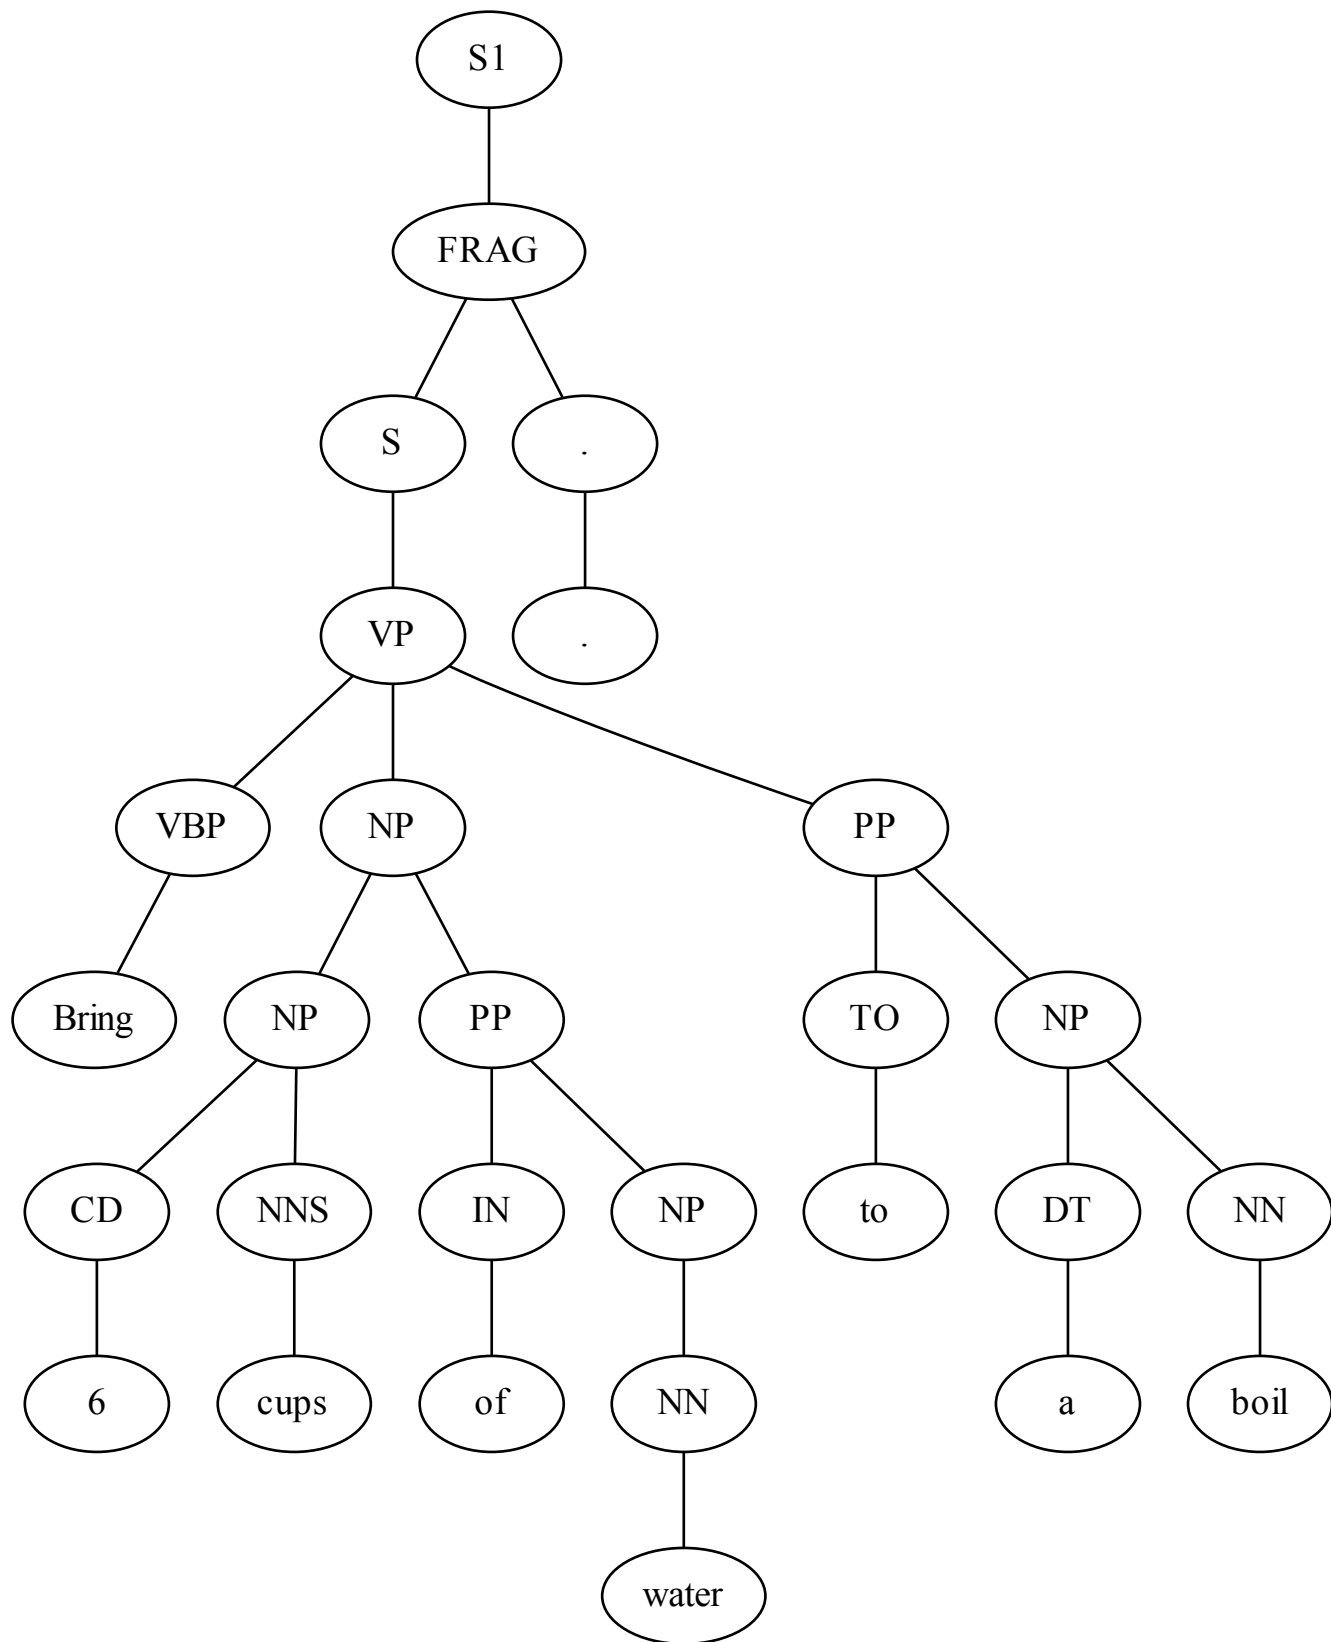 S1
FRAG
S .
VP .
VBP NP PP
Bring NP PP TO NP
CD NNS IN NP to DT NN
6 cups of NN a boil
water